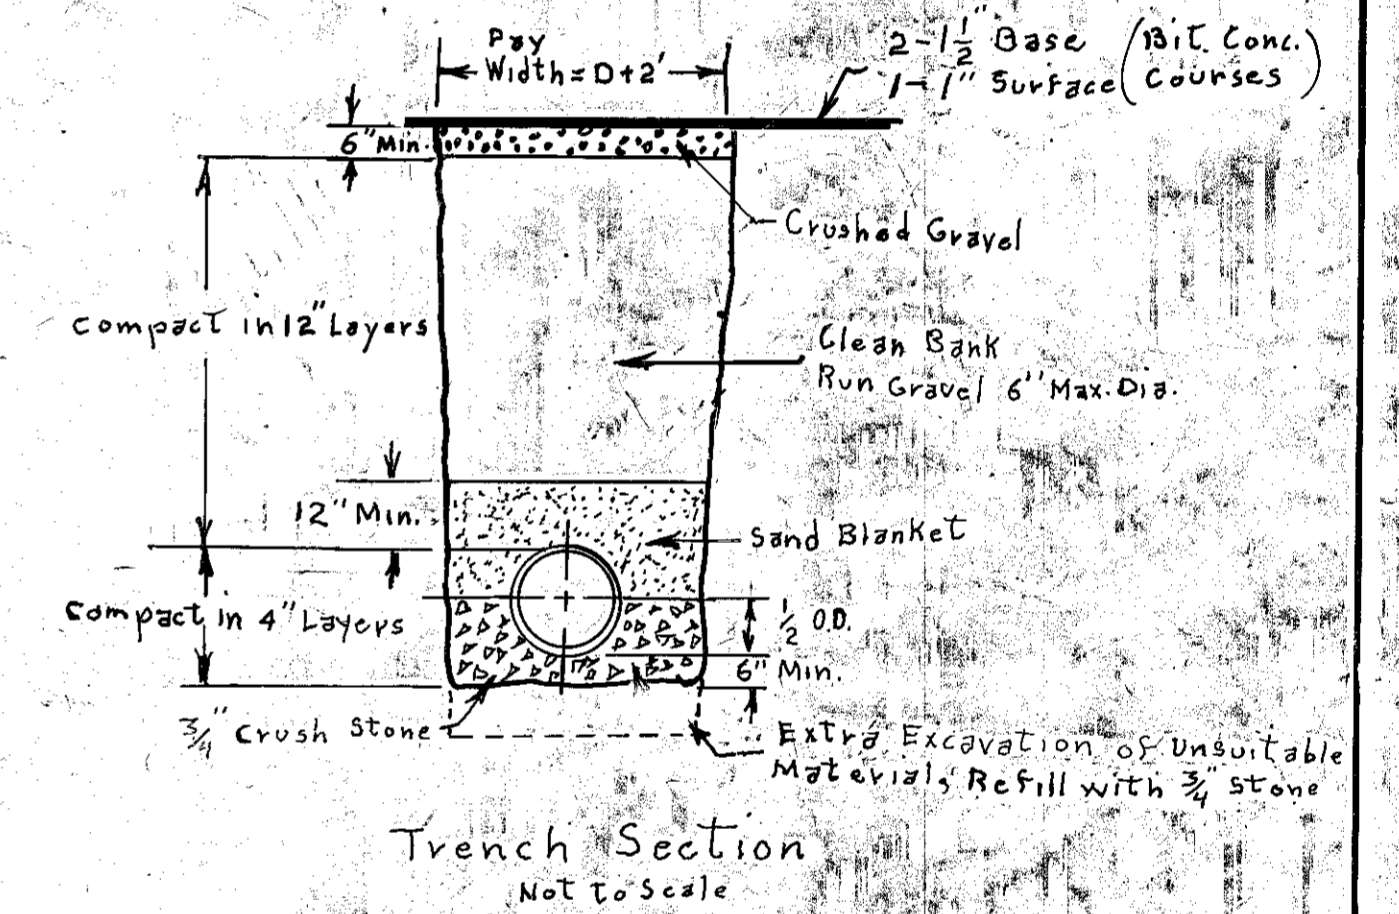 Pay
Width = D+2'
2-1½" Base (Bit. Conc.)
1-1" Surface (Courses)
6" Min.
Crushed Gravel
Compact in 12" Layers
Clean Bank
Run Gravel 6" Max. Dia.
12" Min.
Sand Blanket
Compact in 4" Layers
½ O.D.
6" Min.
¾" Crush Stone
Extra Excavation of Unsuitable
Materials, Refill with ¾" Stone
Trench Section
Not to Scale